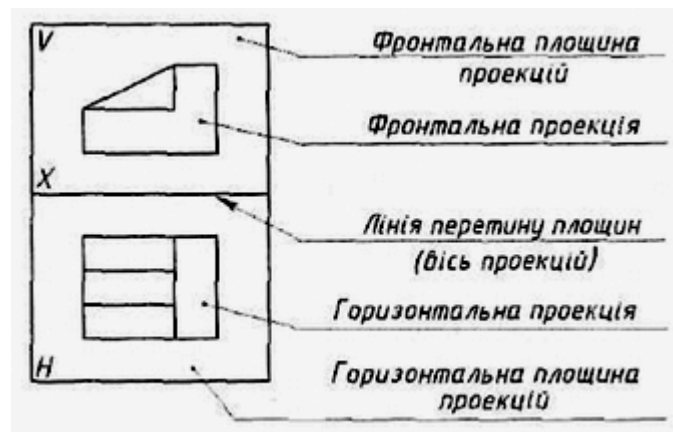 V
Фронтальна площина
проекцій
Фронтальна проекція
X
Лінія перетину площин
(вісь проекцій)
Горизонтальна проекція
H
Горизонтальна площина
проекцій